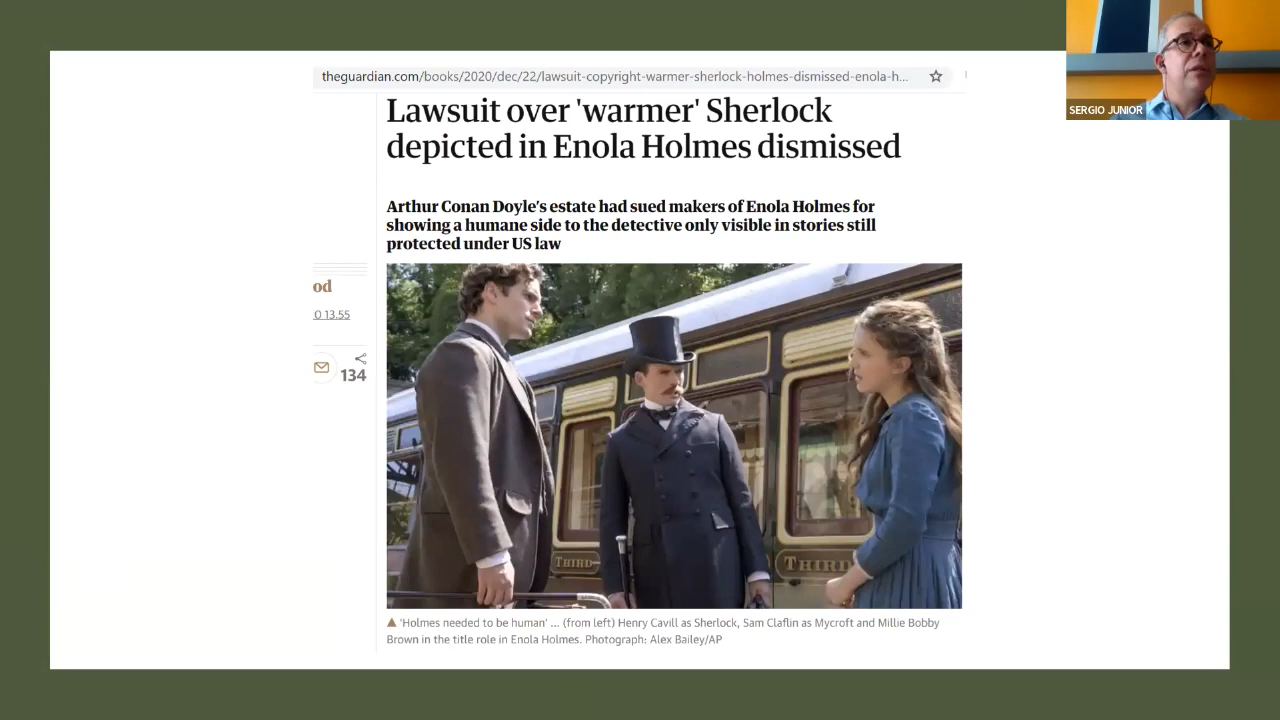 theguardian.com/books/2020/dec/22/lawsuit-copyright-warmer-sherlock-holmes-dismissed-enola-h...
SERGIO JUNIOR
Lawsuit over 'warmer' Sherlock
depicted in Enola Holmes dismissed
Arthur Conan Doyle's estate had sued makers of Enola Holmes for
showing a humane side to the detective only visible in stories still
protected under US law
od
0 13.55
134
THIRD
THIRD
▲ 'Holmes needed to be human' ... (from left) Henry Cavill as Sherlock, Sam Claflin as Mycroft and Millie Bobby
Brown in the title role in Enola Holmes. Photograph: Alex Bailey/AP